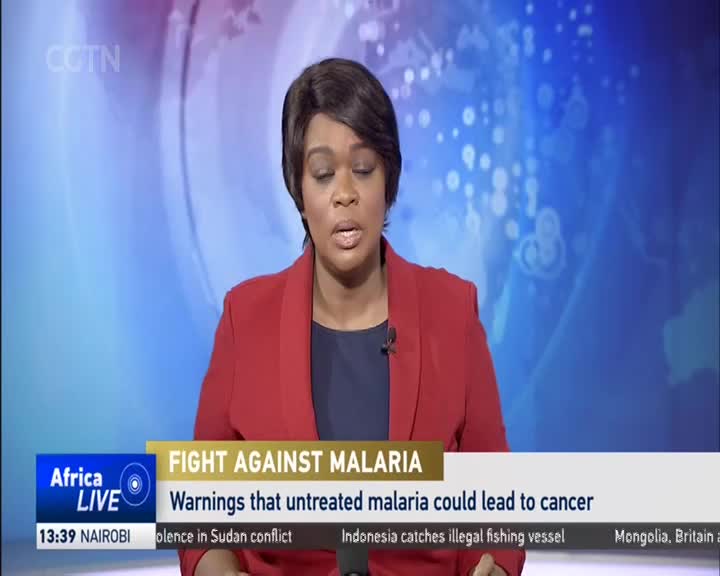 CGTN
FIGHT AGAINST MALARIA
Africa
LIVE
Warnings that untreated malaria could lead to cancer
13:39 NAIROBI
olence in Sudan conflict Indonesia catches illegal fishing vessel Mongolia, Britain a